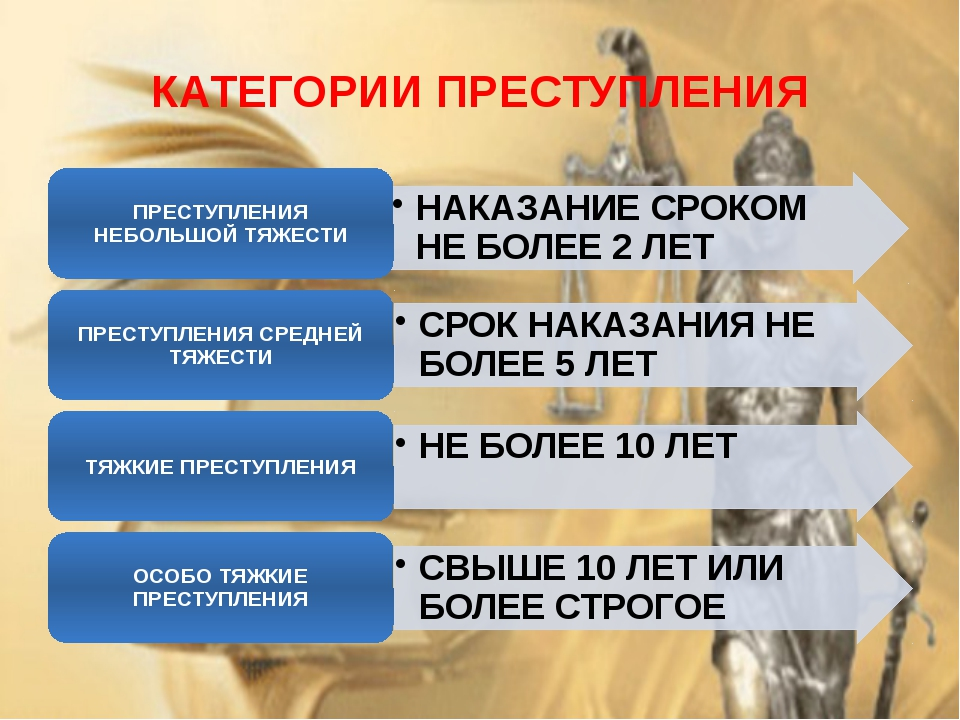 КАТЕГОРИИ ПРЕСТУПЛЕНИЯ
ПРЕСТУПЛЕНИЯ
НЕБОЛЬШОЙ ТЯЖЕСТИ
• НАКАЗАНИЕ СРОКОМ
НЕ БОЛЕЕ 2 ЛЕТ
ПРЕСТУПЛЕНИЯ СРЕДНЕЙ
ТЯЖЕСТИ
• СРОК НАКАЗАНИЯ НЕ
БОЛЕЕ 5 ЛЕТ
ТЯЖКИЕ ПРЕСТУПЛЕНИЯ
• НЕ БОЛЕЕ 10 ЛЕТ
ОСОБО ТЯЖКИЕ
ПРЕСТУПЛЕНИЯ
• СВЫШЕ 10 ЛЕТ ИЛИ
БОЛЕЕ СТРОГОЕ